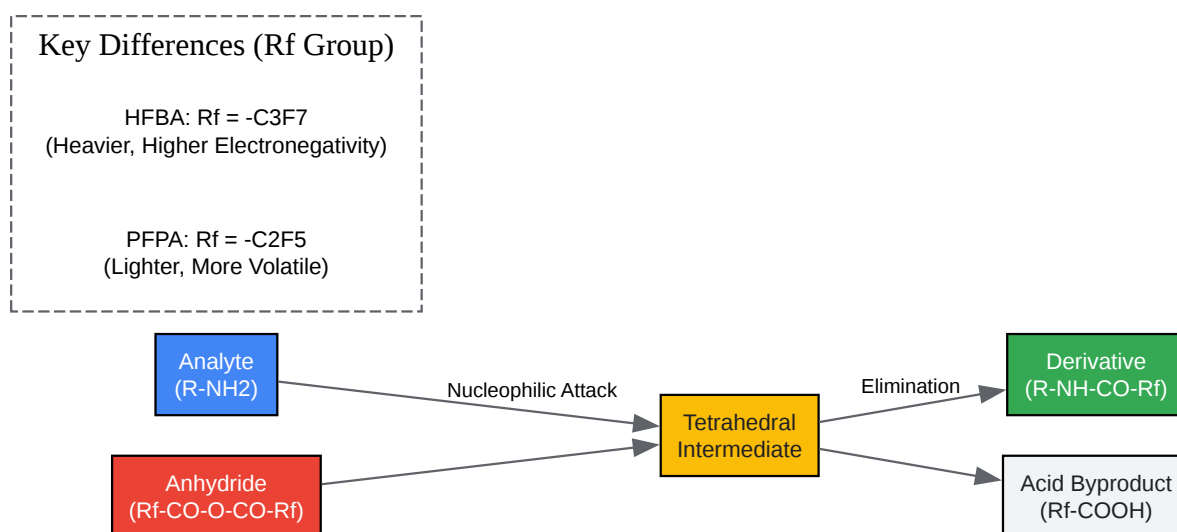 Key Differences (Rf Group)
HFBA: Rf = -C3F7
(Heavier, Higher Electronegativity)
PFPA: Rf = -C2F5
(Lighter, More Volatile)
Analyte
(R-NH2)
Nucleophilic Attack
Anhydride
(Rf-CO-O-CO-Rf)
Tetrahedral
Intermediate
Elimination
Derivative
(R-NH-CO-Rf)
Acid Byproduct
(Rf-COOH)